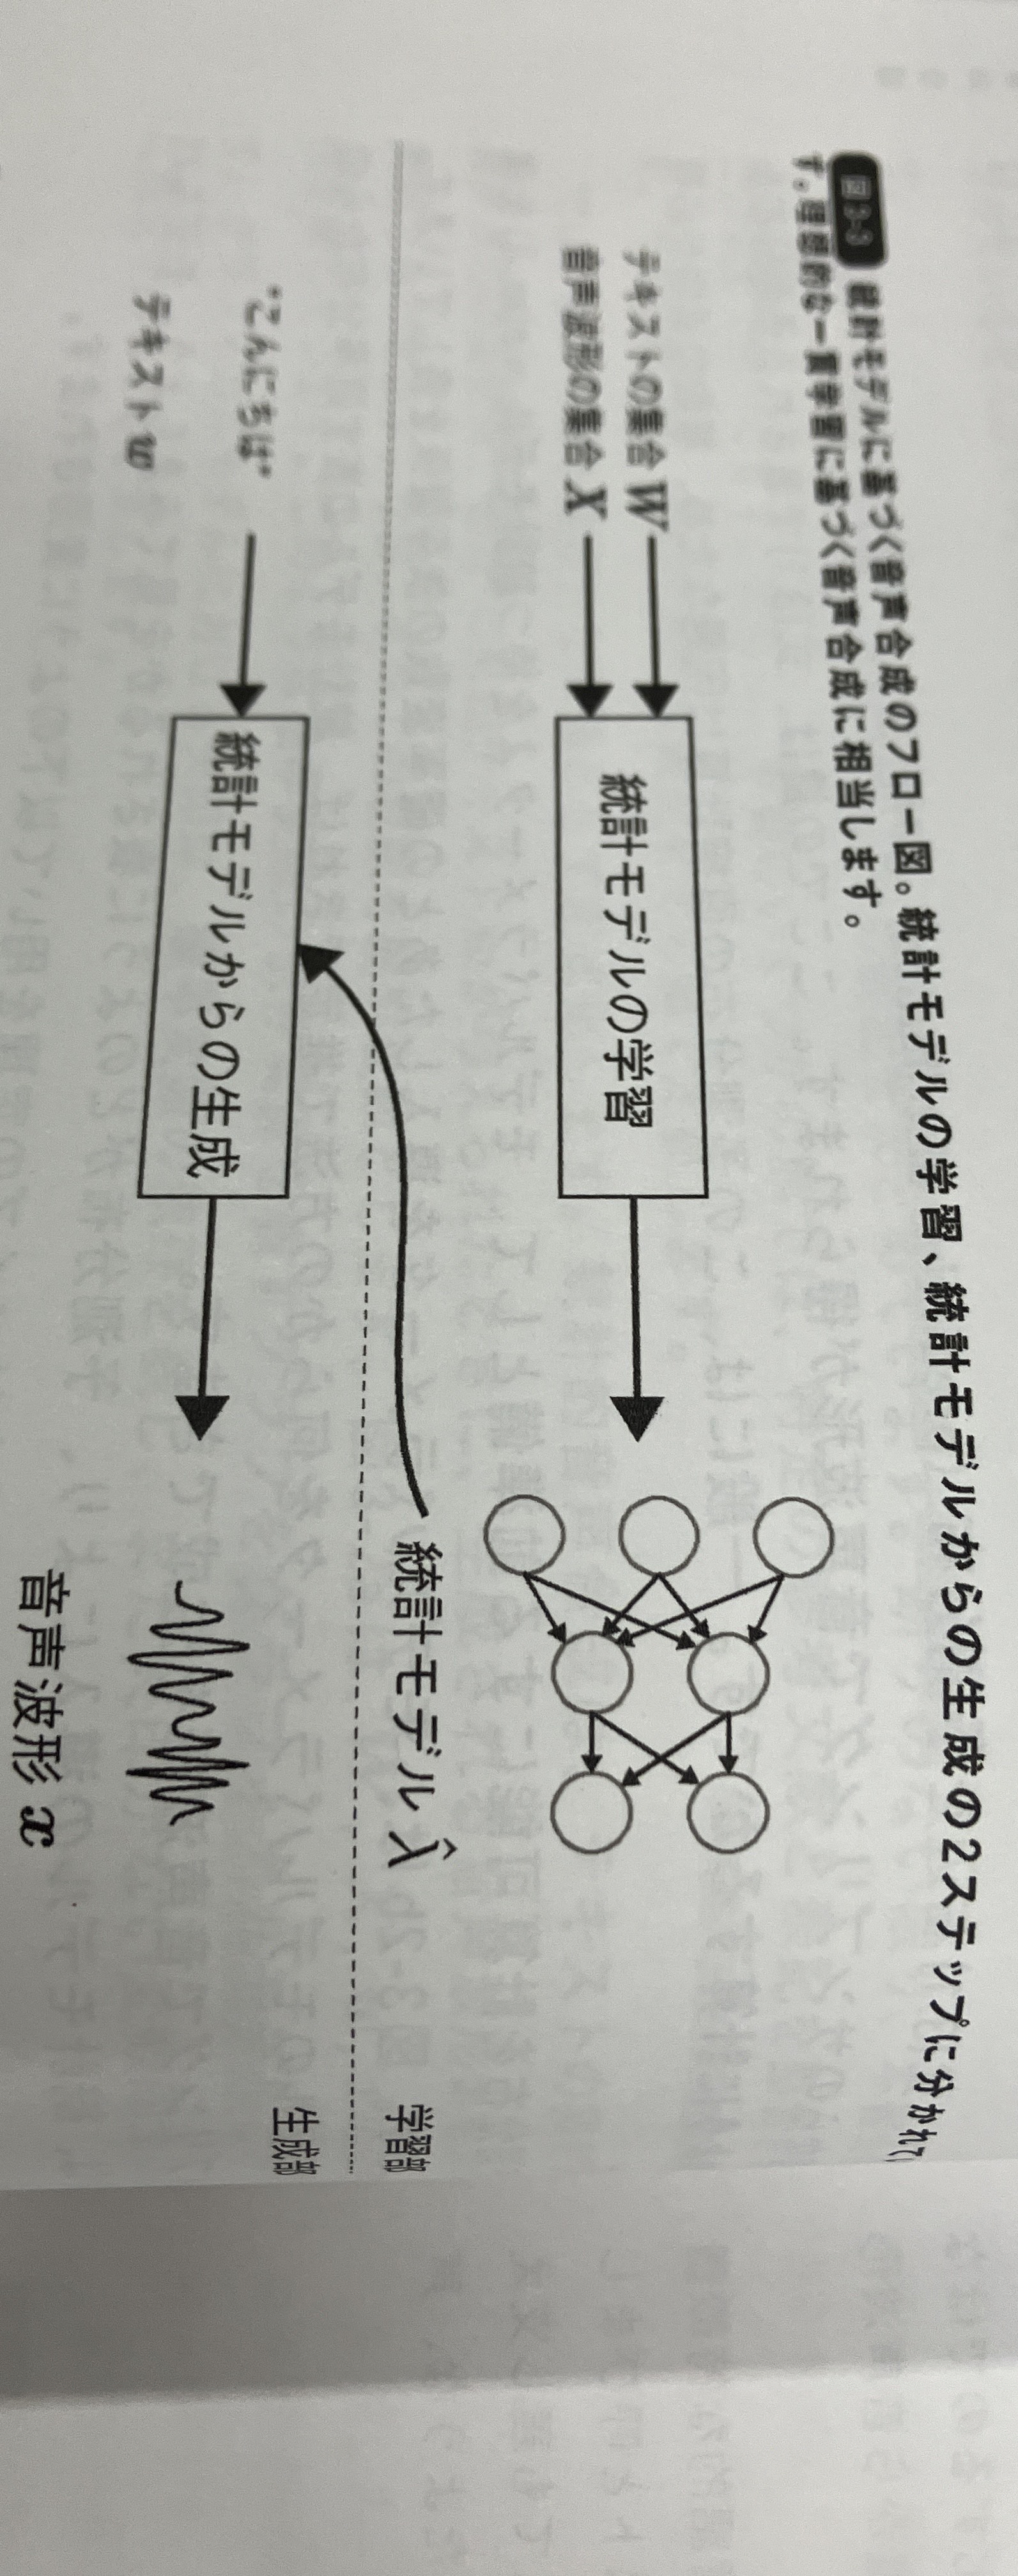 図3-3 統計モデルに基づく音声合成のフロー図。統計モデルの学習、統計モデルからの生成の2ステップに分かれて
す。理想的な一貫学習に基づく音声合成に相当します。
テキストの集合 W
音声波形の集合 X
統計モデルの学習
統計モデル λ̂
学習部
生成部
"こんにちは"
テキスト w
統計モデルからの生成
音声波形 x